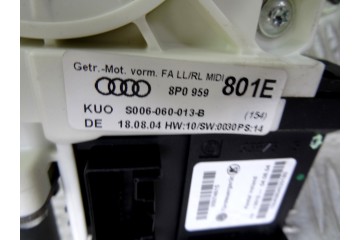 Getr.-Mot. vorm. FA LL/RL MIDI
8P0 959 801E
KUO S006-060-013-B (154)
DE 18.08.04 HW:10/SW:0030 PS:14